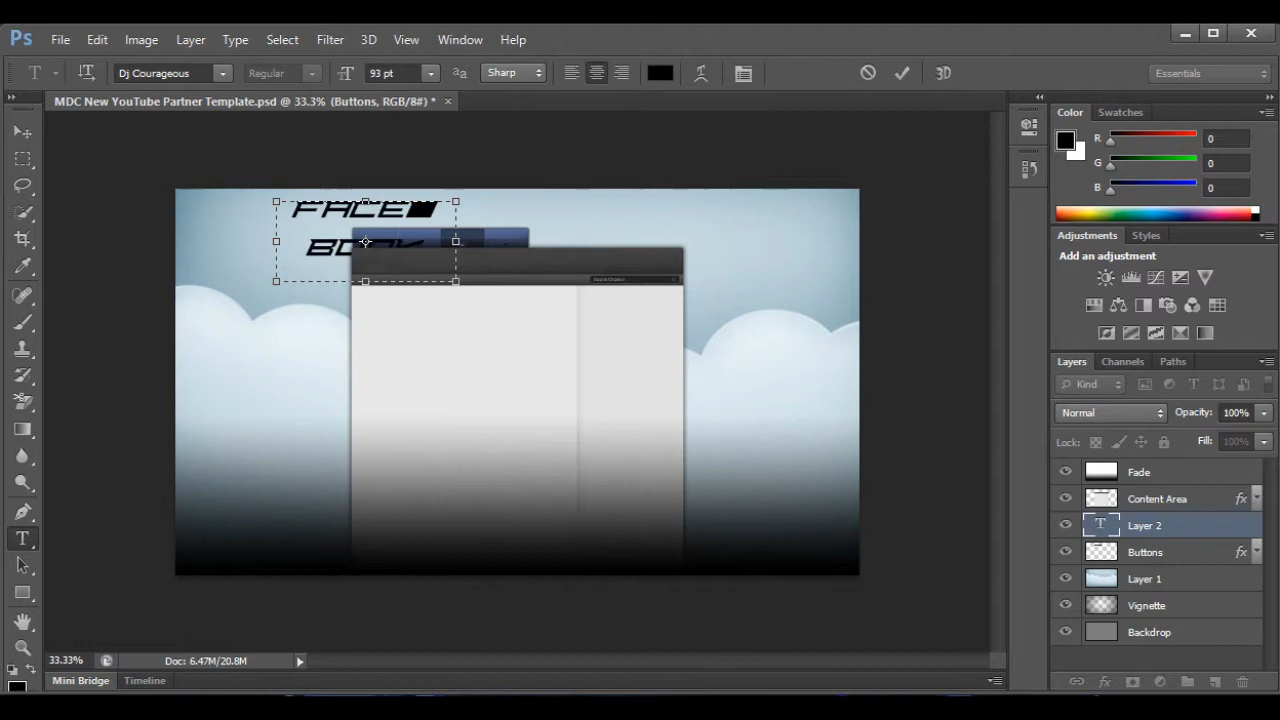 Ps File Edit Image Layer Type Select Filter 3D View Window Help
T Dj Courageous Regular 93 pt aa Sharp 3D Essentials
MDC New YouTube Partner Template.psd @ 33.3% (Buttons, RGB/8#) * ×
FACE
BOOK
Color Swatches
R 0
G 0
B 0
Adjustments Styles
Add an adjustment
Layers Channels Paths
Kind
Normal Opacity: 100%
Lock: Fill: 100%
Fade
Content Area fx
T Layer 2
Buttons fx
Layer 1
Vignette
Backdrop
fx
33.33% Doc: 6.47M/20.8M
Mini Bridge Timeline